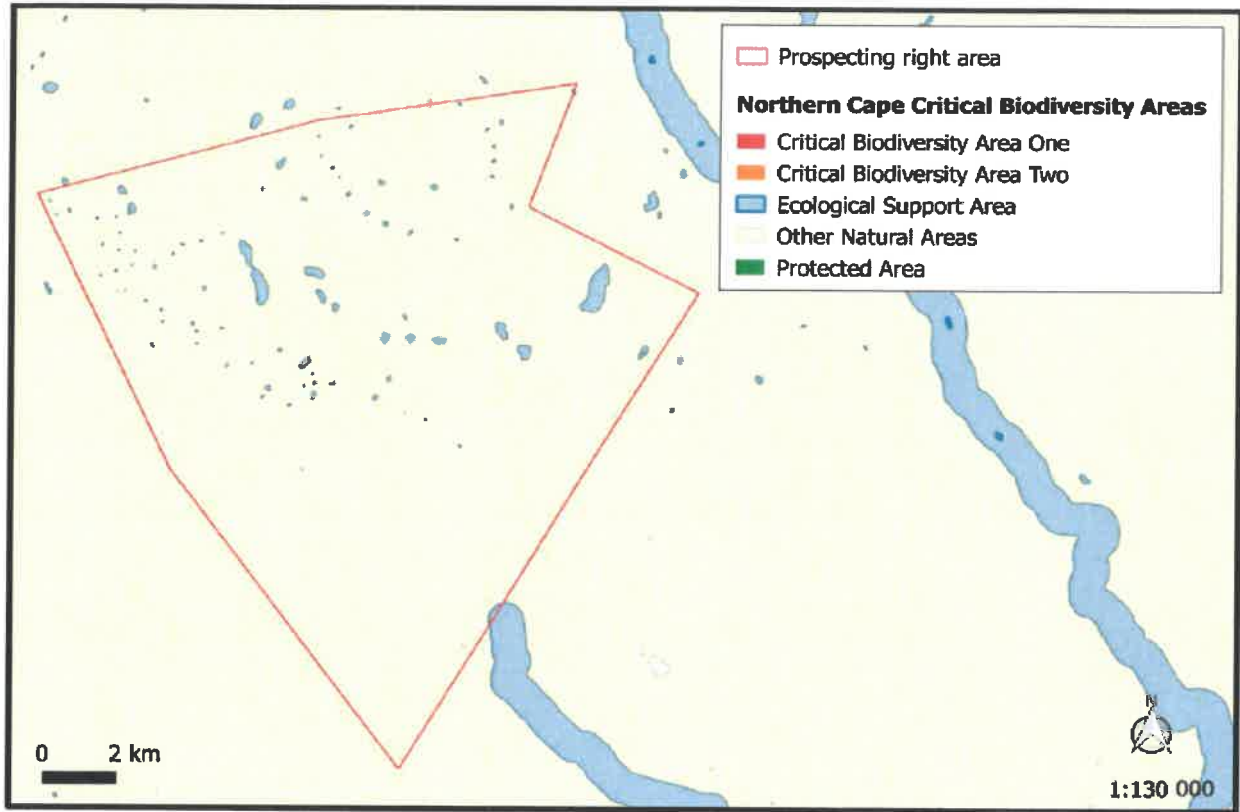 Prospecting right area
Northern Cape Critical Biodiversity Areas
Critical Biodiversity Area One
Critical Biodiversity Area Two
Ecological Support Area
Other Natural Areas
Protected Area
0 2 km
N
1:130 000